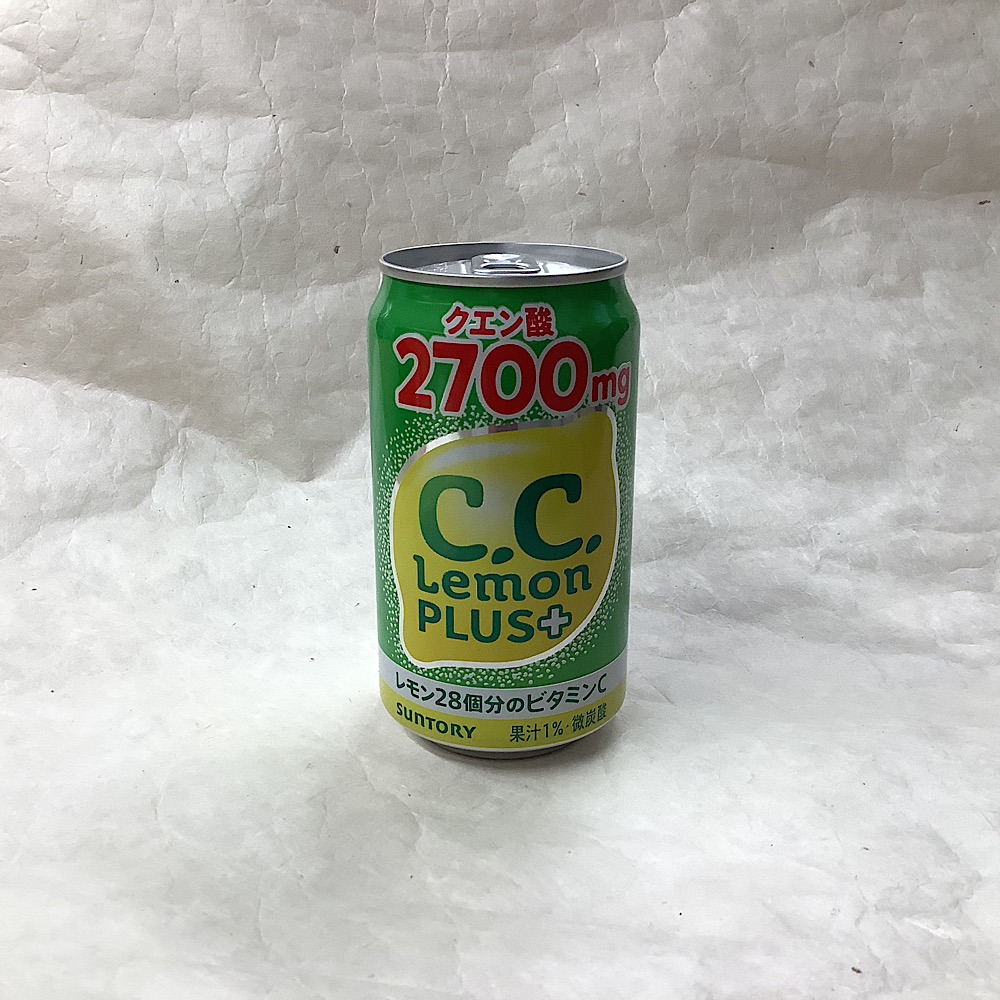 クエン酸
2700mg
C.C.
Lemon
PLUS+
レモン28個分のビタミンC
SUNTORY 果汁1%・微炭酸